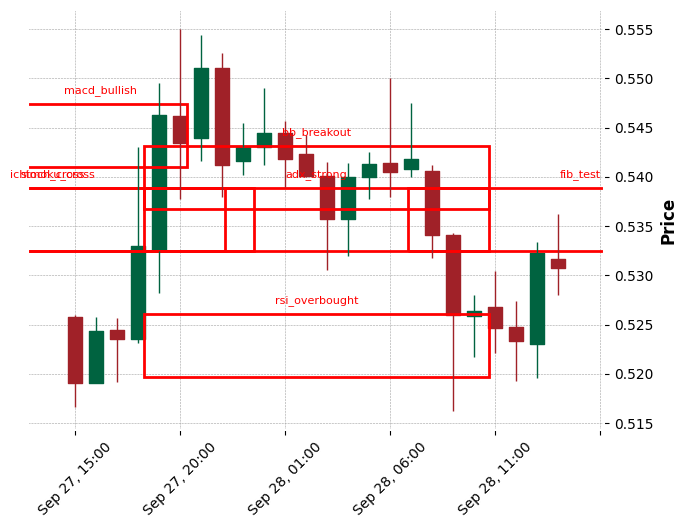 0.555
macd_bullish
0.550
0.545
bb_breakout
0.540
adx_strong
fib_test
0.535
Price
0.530
rsi_overbought
0.525
0.520
0.515
Sep 27, 15:00
Sep 27, 20:00
Sep 28, 01:00
Sep 28, 06:00
Sep 28, 11:00